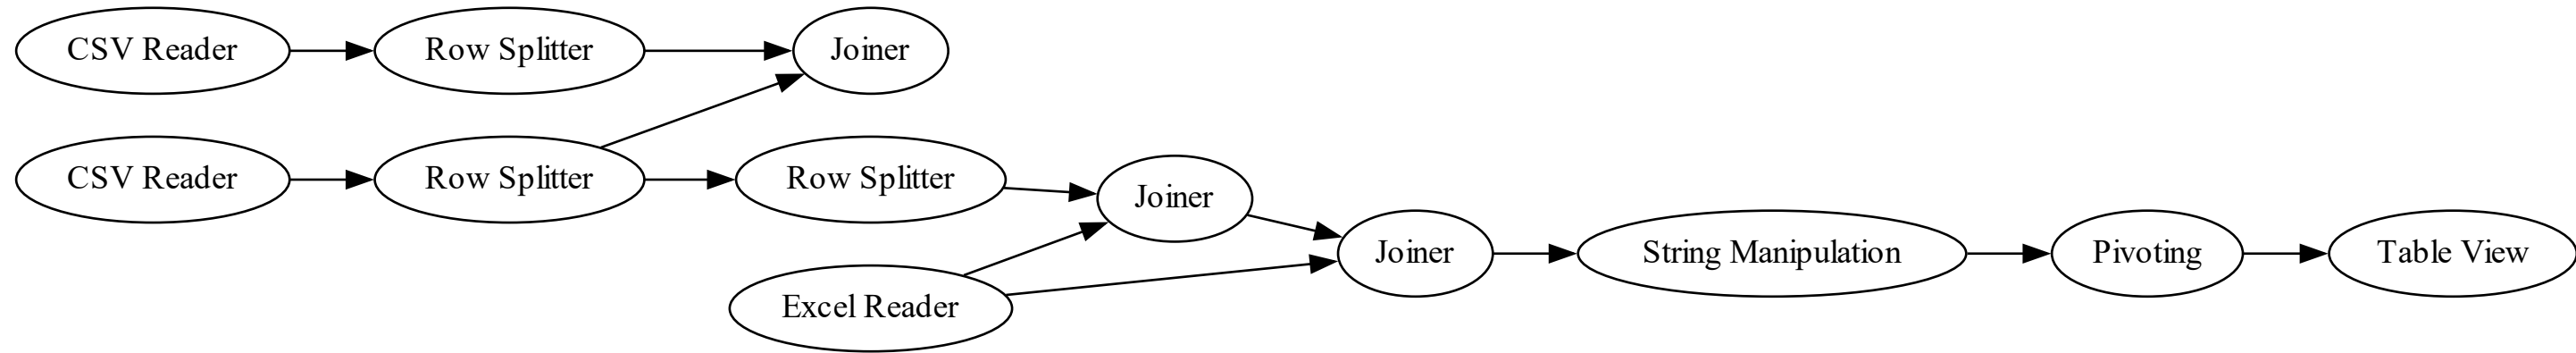 CSV Reader
Row Splitter
Joiner
CSV Reader
Row Splitter
Row Splitter
Joiner
Excel Reader
Joiner
String Manipulation
Pivoting
Table View